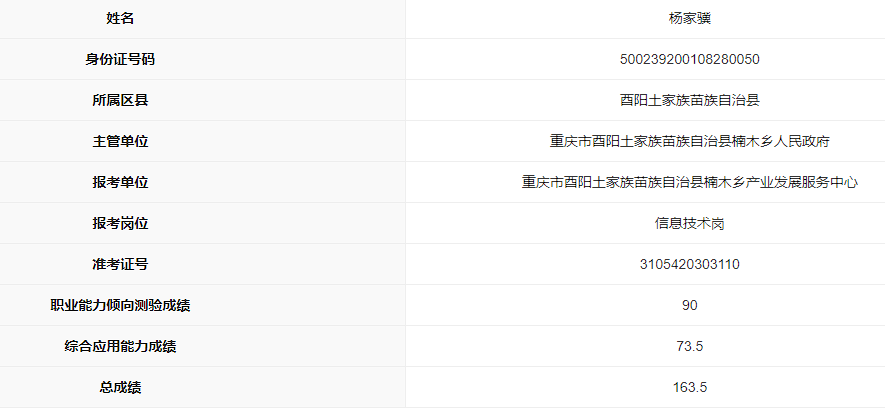 姓名 杨家骥
身份证号码 500239200108280050
所属区县 酉阳土家族苗族自治县
主管单位 重庆市酉阳土家族苗族自治县楠木乡人民政府
报考单位 重庆市酉阳土家族苗族自治县楠木乡产业发展服务中心
报考岗位 信息技术岗
准考证号 3105420303110
职业能力倾向测验成绩 90
综合应用能力成绩 73.5
总成绩 163.5